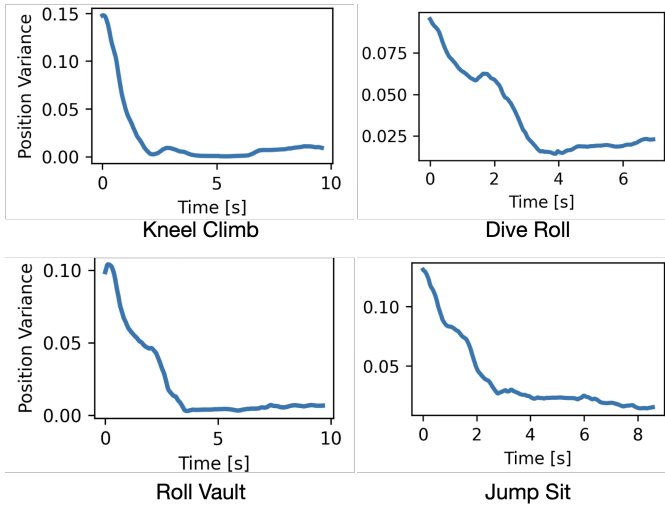 Position Variance
0.15
0.10
0.05
0.00
0
5
10
Time [s]
Kneel Climb
0.075
0.050
0.025
0
2
4
6
Time [s]
Dive Roll
Position Variance
0.10
0.05
0.00
0
5
10
Time [s]
Roll Vault
0.10
0.05
0
2
4
6
8
Time [s]
Jump Sit